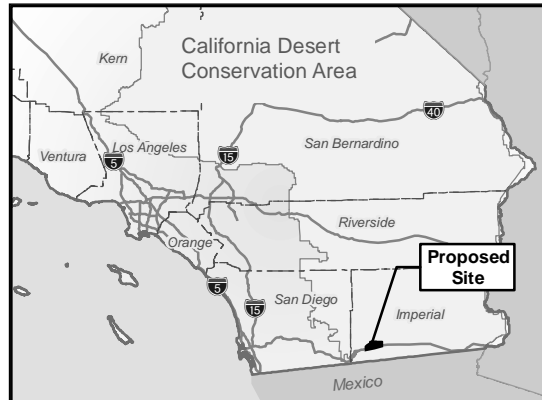 California Desert
Conservation Area
Kern
40
Los Angeles
San Bernardino
Ventura
5
15
Riverside
Orange
Proposed
Site
5
San Diego
15
Imperial
Mexico